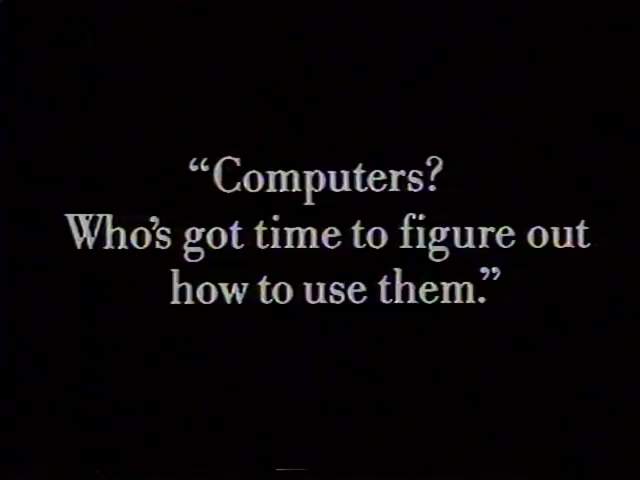 “Computers?
Who’s got time to figure out
how to use them.”